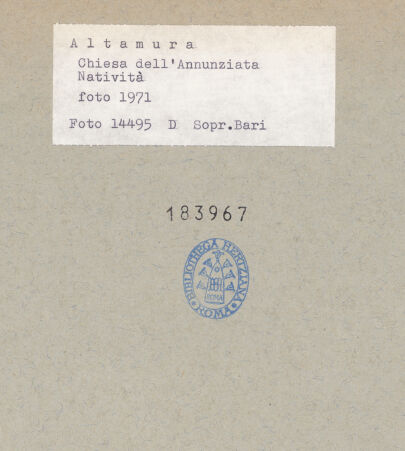 Altamura
Chiesa dell'Annunziata
Natività
foto 1971
Foto 14495 D Sopr.Bari
183967
BIBLIOTHECA HERTZIANA
ROMA